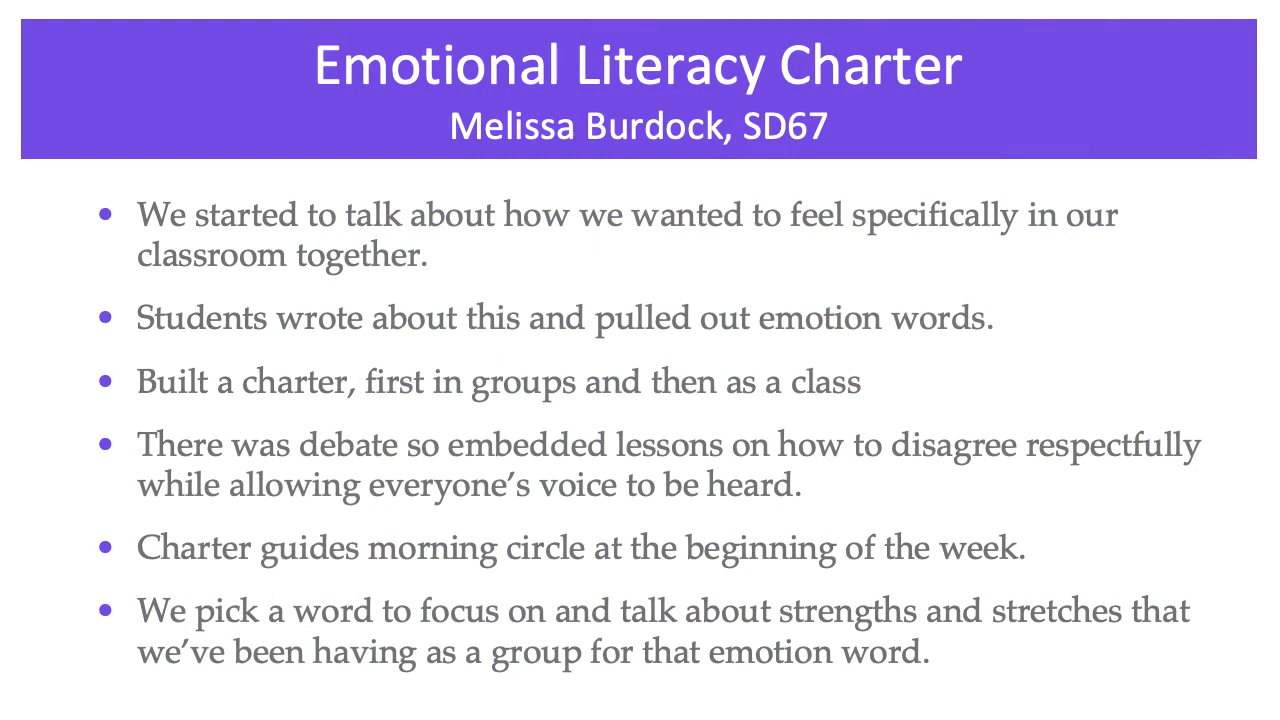 Emotional Literacy Charter
Melissa Burdock, SD67
• We started to talk about how we wanted to feel specifically in our
classroom together.
• Students wrote about this and pulled out emotion words.
• Built a charter, first in groups and then as a class
• There was debate so embedded lessons on how to disagree respectfully
while allowing everyone’s voice to be heard.
• Charter guides morning circle at the beginning of the week.
• We pick a word to focus on and talk about strengths and stretches that
we’ve been having as a group for that emotion word.